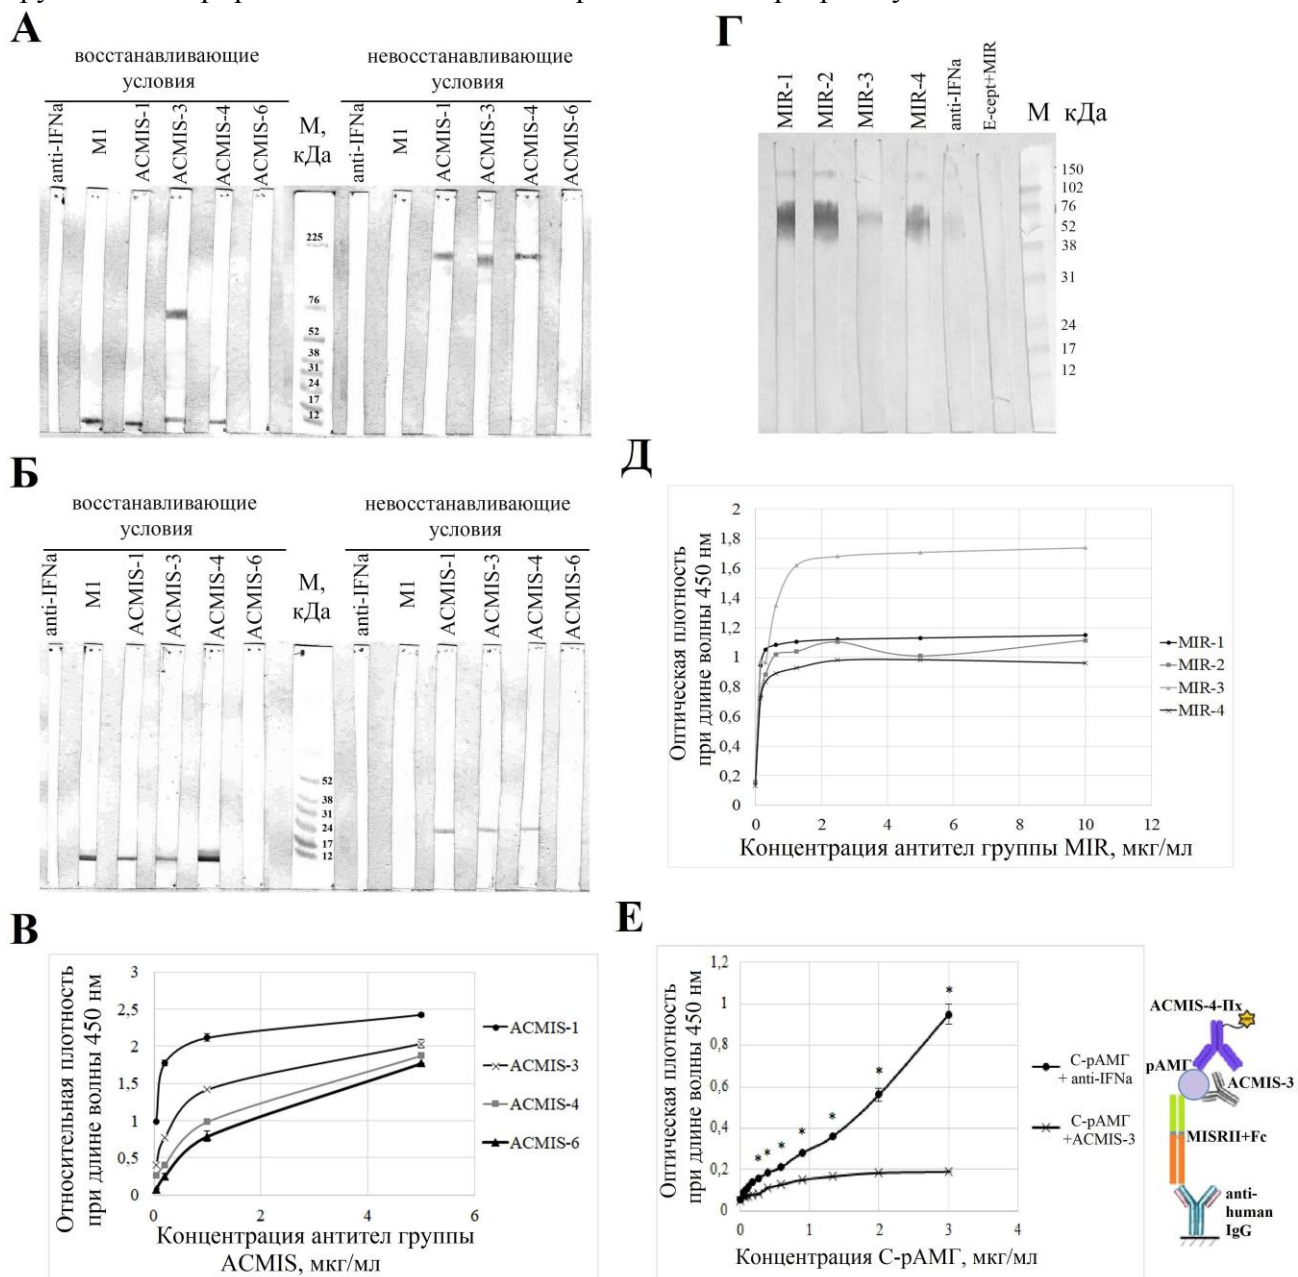 А
восстанавливающие
условия
невосстанавливающие
условия
anti-IFNa
M1
ACMIS-1
ACMIS-3
ACMIS-4
ACMIS-6
М,
кДа
anti-IFNa
M1
ACMIS-1
ACMIS-3
ACMIS-4
ACMIS-6
225
76
52
38
31
24
17
12
Г
MIR-1
MIR-2
MIR-3
MIR-4
anti-IFNa
E-cept+MIR
М кДа
150
102
76
52
38
31
24
17
12
Б
восстанавливающие
условия
невосстанавливающие
условия
anti-IFNa
M1
ACMIS-1
ACMIS-3
ACMIS-4
ACMIS-6
М,
кДа
anti-IFNa
M1
ACMIS-1
ACMIS-3
ACMIS-4
ACMIS-6
52
38
31
24
17
12
Д
Оптическая плотность
при длине волны 450 нм
2
1,8
1,6
1,4
1,2
1
0,8
0,6
0,4
0,2
0
0 2 4 6 8 10 12
Концентрация антител группы MIR, мкг/мл
MIR-1
MIR-2
MIR-3
MIR-4
В
Относительная плотность
при длине волны 450 нм
3
2,5
2
1,5
1
0,5
0
0 2 4 6
Концентрация антител группы
ACMIS, мкг/мл
ACMIS-1
ACMIS-3
ACMIS-4
ACMIS-6
Е
Оптическая плотность
при длине волны 450 нм
1,2
1
0,8
0,6
0,4
0,2
0
0 1 2 3 4
Концентрация С-рАМГ, мкг/мл
* * * * * * *
С-рАМГ
+ anti-IFNa
С-рАМГ
+ACMIS-3
ACMIS-4-Пх
рАМГ
ACMIS-3
MISRII+Fc
anti-
human
IgG